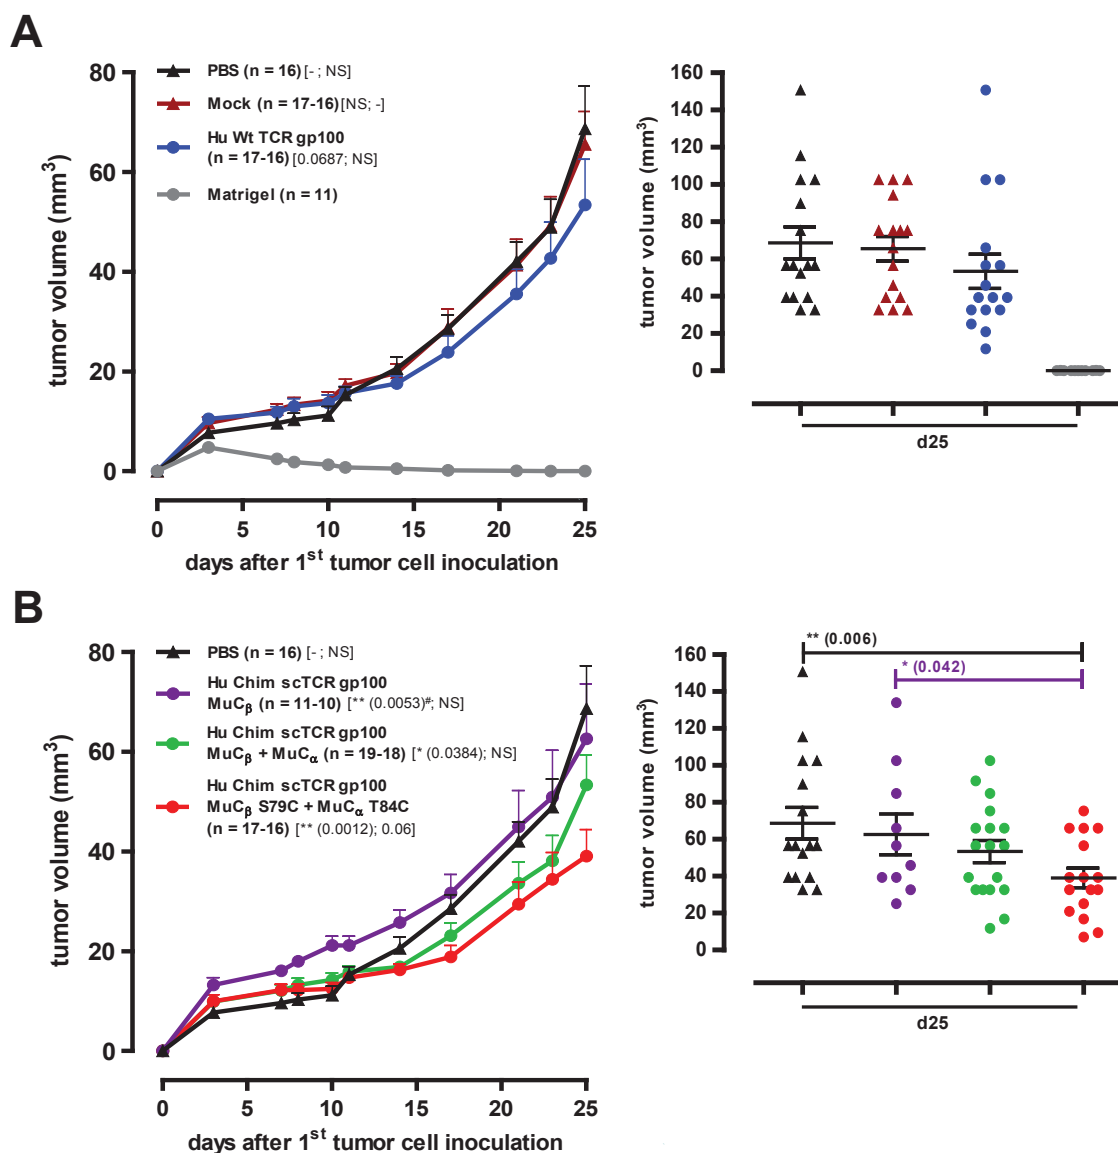 A
PBS (n = 16) [- ; NS]
Mock (n = 17-16) [NS; -]
Hu Wt TCR gp100
(n = 17-16) [0.0687; NS]
Matrigel (n = 11)
tumor volume (mm³)
80
60
40
20
0
0 5 10 15 20 25
days after 1st tumor cell inoculation
tumor volume (mm³)
160
140
120
100
80
60
40
20
0
d25
B
PBS (n = 16) [- ; NS]
Hu Chim scTCR gp100
MuCβ (n = 11-10) [** (0.0053)#; NS]
Hu Chim scTCR gp100
MuCβ + MuCα (n = 19-18) [* (0.0384); NS]
Hu Chim scTCR gp100
MuCβ S79C + MuCα T84C
(n = 17-16) [** (0.0012); 0.06]
tumor volume (mm³)
80
60
40
20
0
0 5 10 15 20 25
days after 1st tumor cell inoculation
** (0.006)
* (0.042)
tumor volume (mm³)
160
140
120
100
80
60
40
20
0
d25